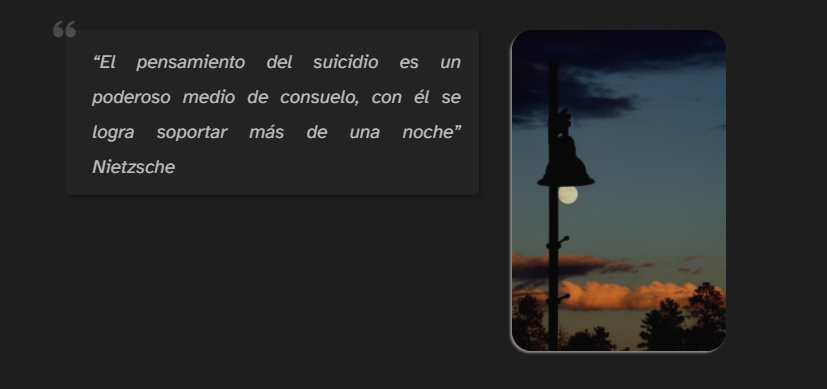 “El pensamiento del suicidio es un
poderoso medio de consuelo, con él se
logra soportar más de una noche”
Nietzsche